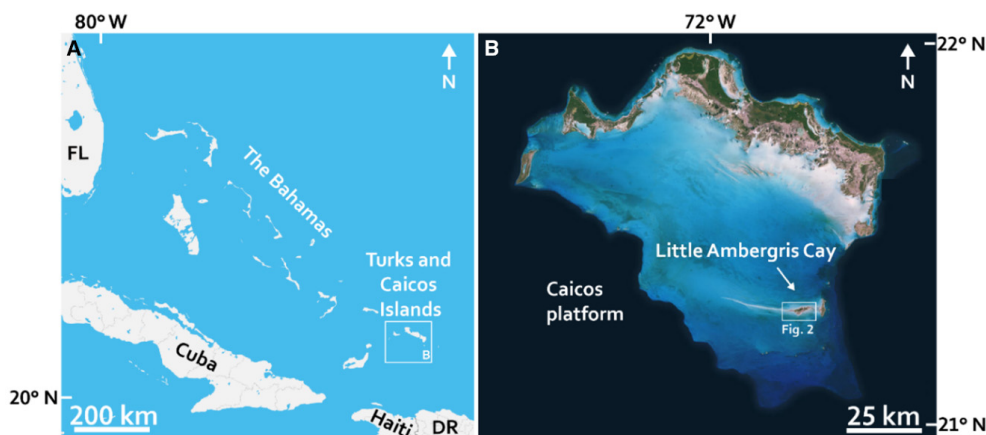 80° W
72° W
A
B
22° N
N
N
FL
The Bahamas
Turks and
Caicos
Islands
B
Cuba
Little Ambergris Cay
Caicos
platform
Fig. 2
20° N
200 km
Haiti
DR
25 km
21° N